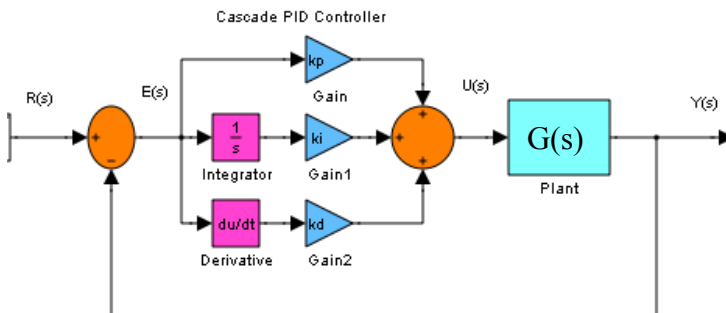 Cascade PID Controller
R(s)
E(s)
kp
Gain
U(s)
Y(s)
+
−
1
s
Integrator
ki
Gain1
+
+
+
G(s)
Plant
du/dt
Derivative
kd
Gain2